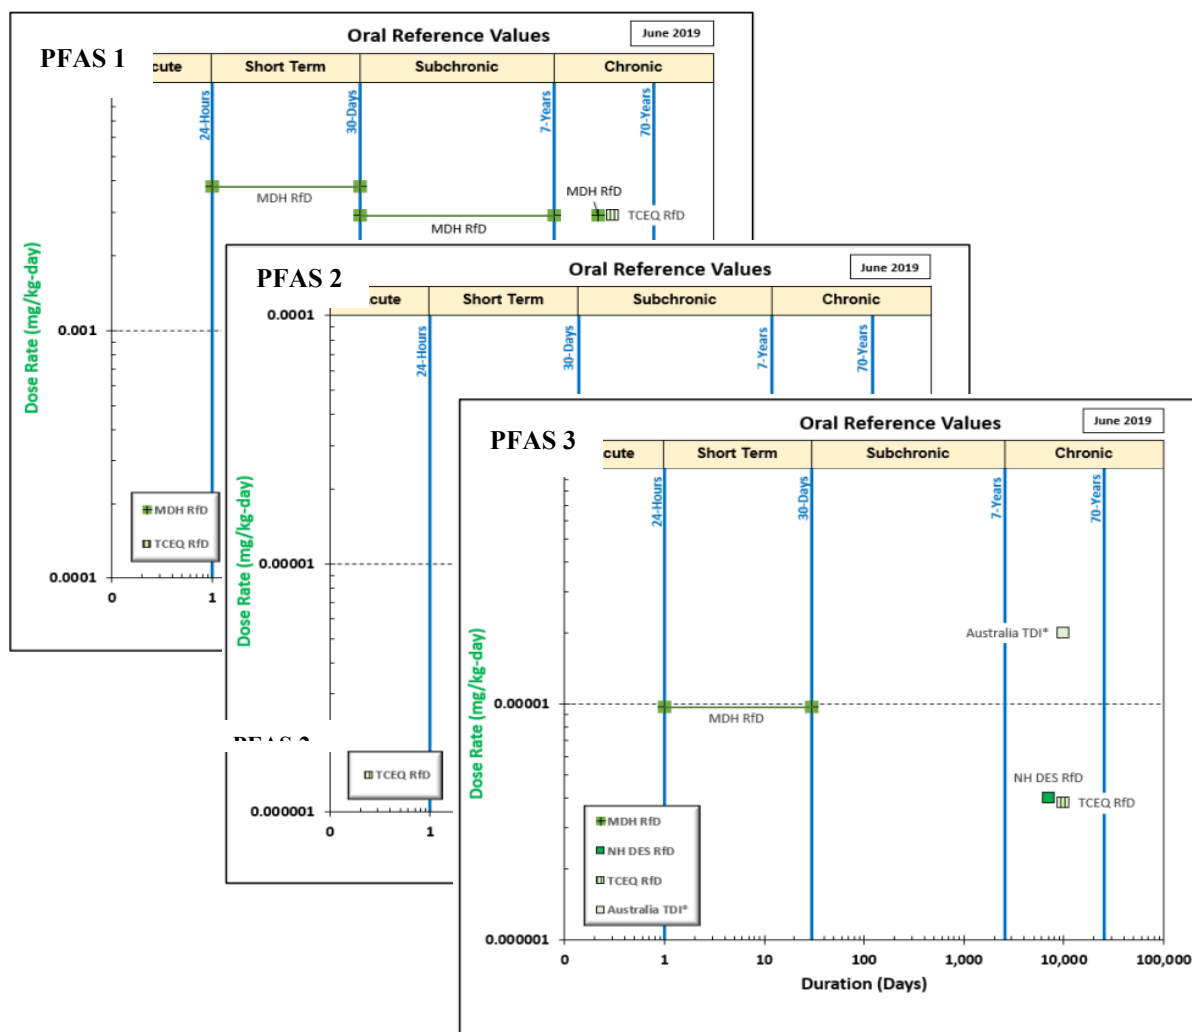 PFAS 1
Oral Reference Values
June 2019
cute
Short Term
Subchronic
Chronic
24-Hours
30-Days
7-Years
70-Years
MDH RfD
MDH RfD
MDH RfD
TCEQ RfD
Dose Rate (mg/kg-day)
0.001
0.0001
MDH RfD
TCEQ RfD
0
1
PFAS 2
Oral Reference Values
June 2019
cute
Short Term
Subchronic
Chronic
0.0001
24-Hours
30-Days
7-Years
70-Years
Dose Rate (mg/kg-day)
0.00001
TCEQ RfD
0.000001
0
1
PFAS 3
Oral Reference Values
June 2019
cute
Short Term
Subchronic
Chronic
24-Hours
30-Days
7-Years
70-Years
Australia TDI*
Dose Rate (mg/kg-day)
0.00001
MDH RfD
NH DES RfD
TCEQ RfD
MDH RfD
NH DES RfD
TCEQ RfD
Australia TDI*
0.000001
0
1
10
100
1,000
10,000
100,000
Duration (Days)